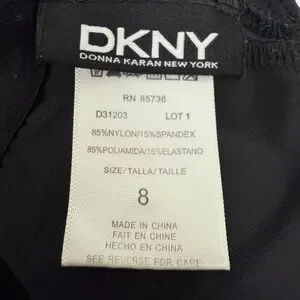 DKNY
DONNA KARAN NEW YORK
RN 85736
D31203 LOT 1
85%NYLON/15%SPANDEX
85%POLIAMIDA/15%ELASTANO
SIZE/TALLA/TAILLE
8
MADE IN CHINA
FAIT EN CHINE
HECHO EN CHINA
SEE REVERSE FOR CARE